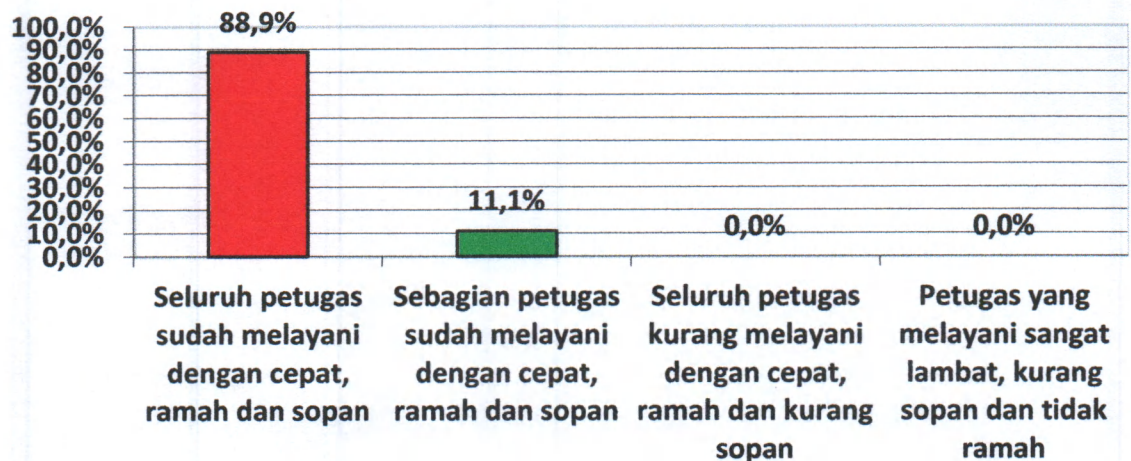 100,0%
90,0%
80,0%
70,0%
60,0%
50,0%
40,0%
30,0%
20,0%
10,0%
0,0%
88,9%
11,1%
0,0%
0,0%
Seluruh petugas
sudah melayani
dengan cepat,
ramah dan sopan
Sebagian petugas
sudah melayani
dengan cepat,
ramah dan sopan
Seluruh petugas
kurang melayani
dengan cepat,
ramah dan kurang
sopan
Petugas yang
melayani sangat
lambat, kurang
sopan dan tidak
ramah